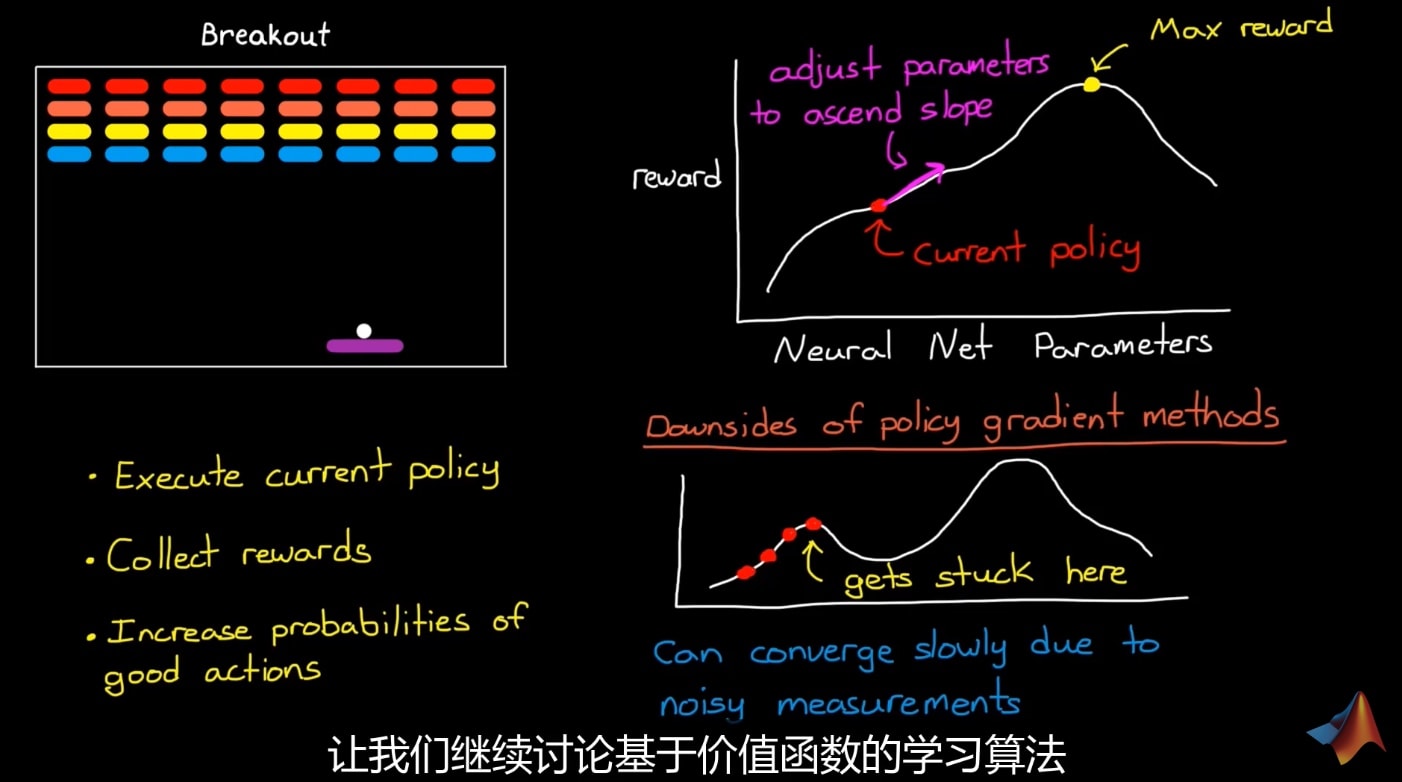 Breakout
• Execute current policy
• Collect rewards
• Increase probabilities of
good actions
Max reward
adjust parameters
to ascend slope
reward
Current policy
Neural Net Parameters
Downsides of policy gradient methods
gets stuck here
Can converge slowly due to
noisy measurements
让我们继续讨论基于价值函数的学习算法